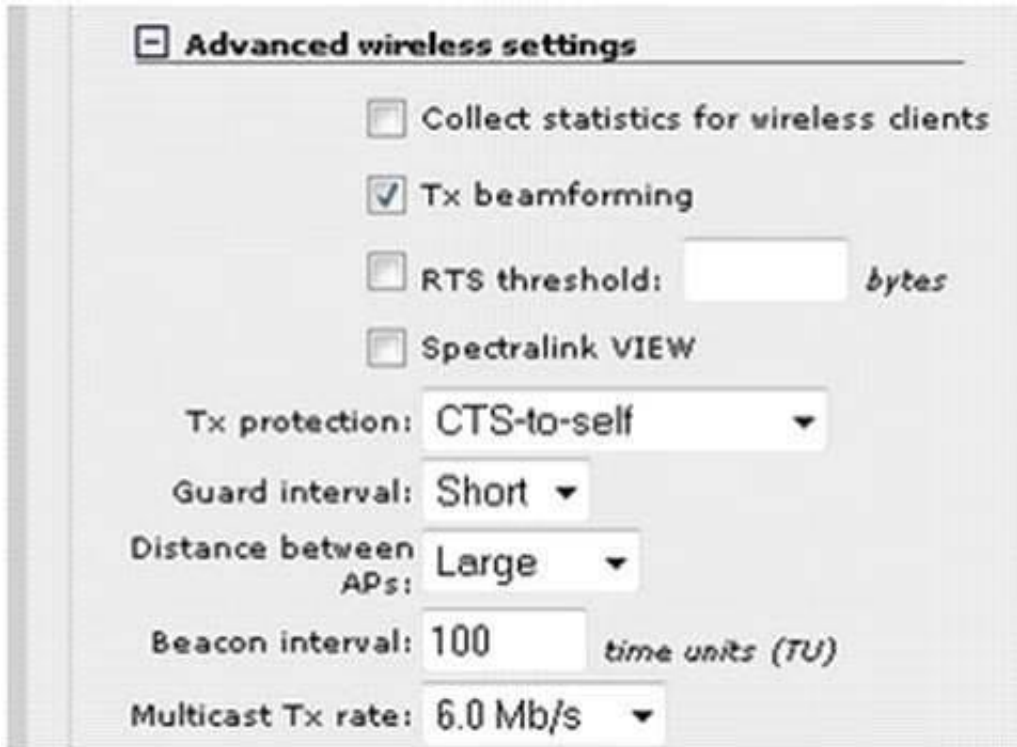 Advanced wireless settings
Collect statistics for wireless clients
Tx beamforming
RTS threshold: bytes
Spectralink VIEW
Tx protection: CTS-to-self
Guard interval: Short
Distance between
APs: Large
Beacon interval: 100 time units (TU)
Multicast Tx rate: 6.0 Mb/s